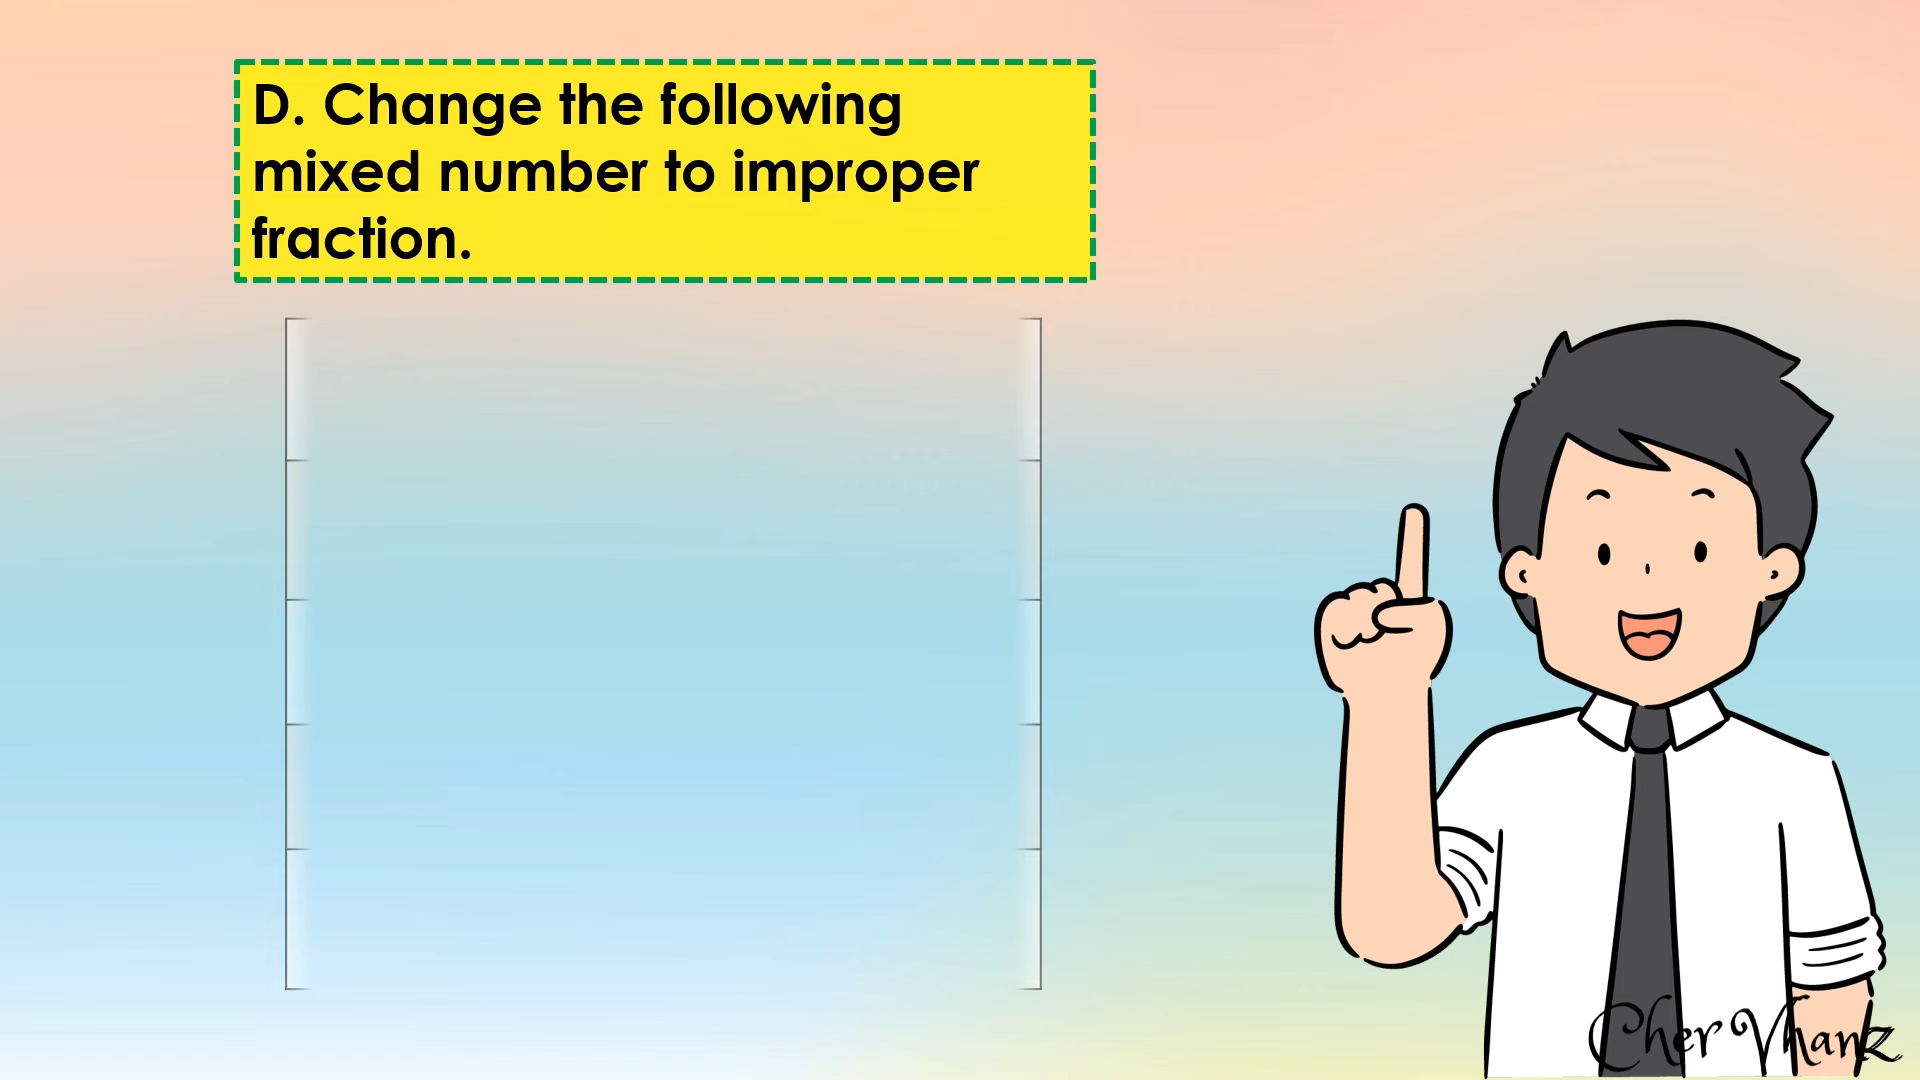 D. Change the following
mixed number to improper
fraction.
Cher Vhanz